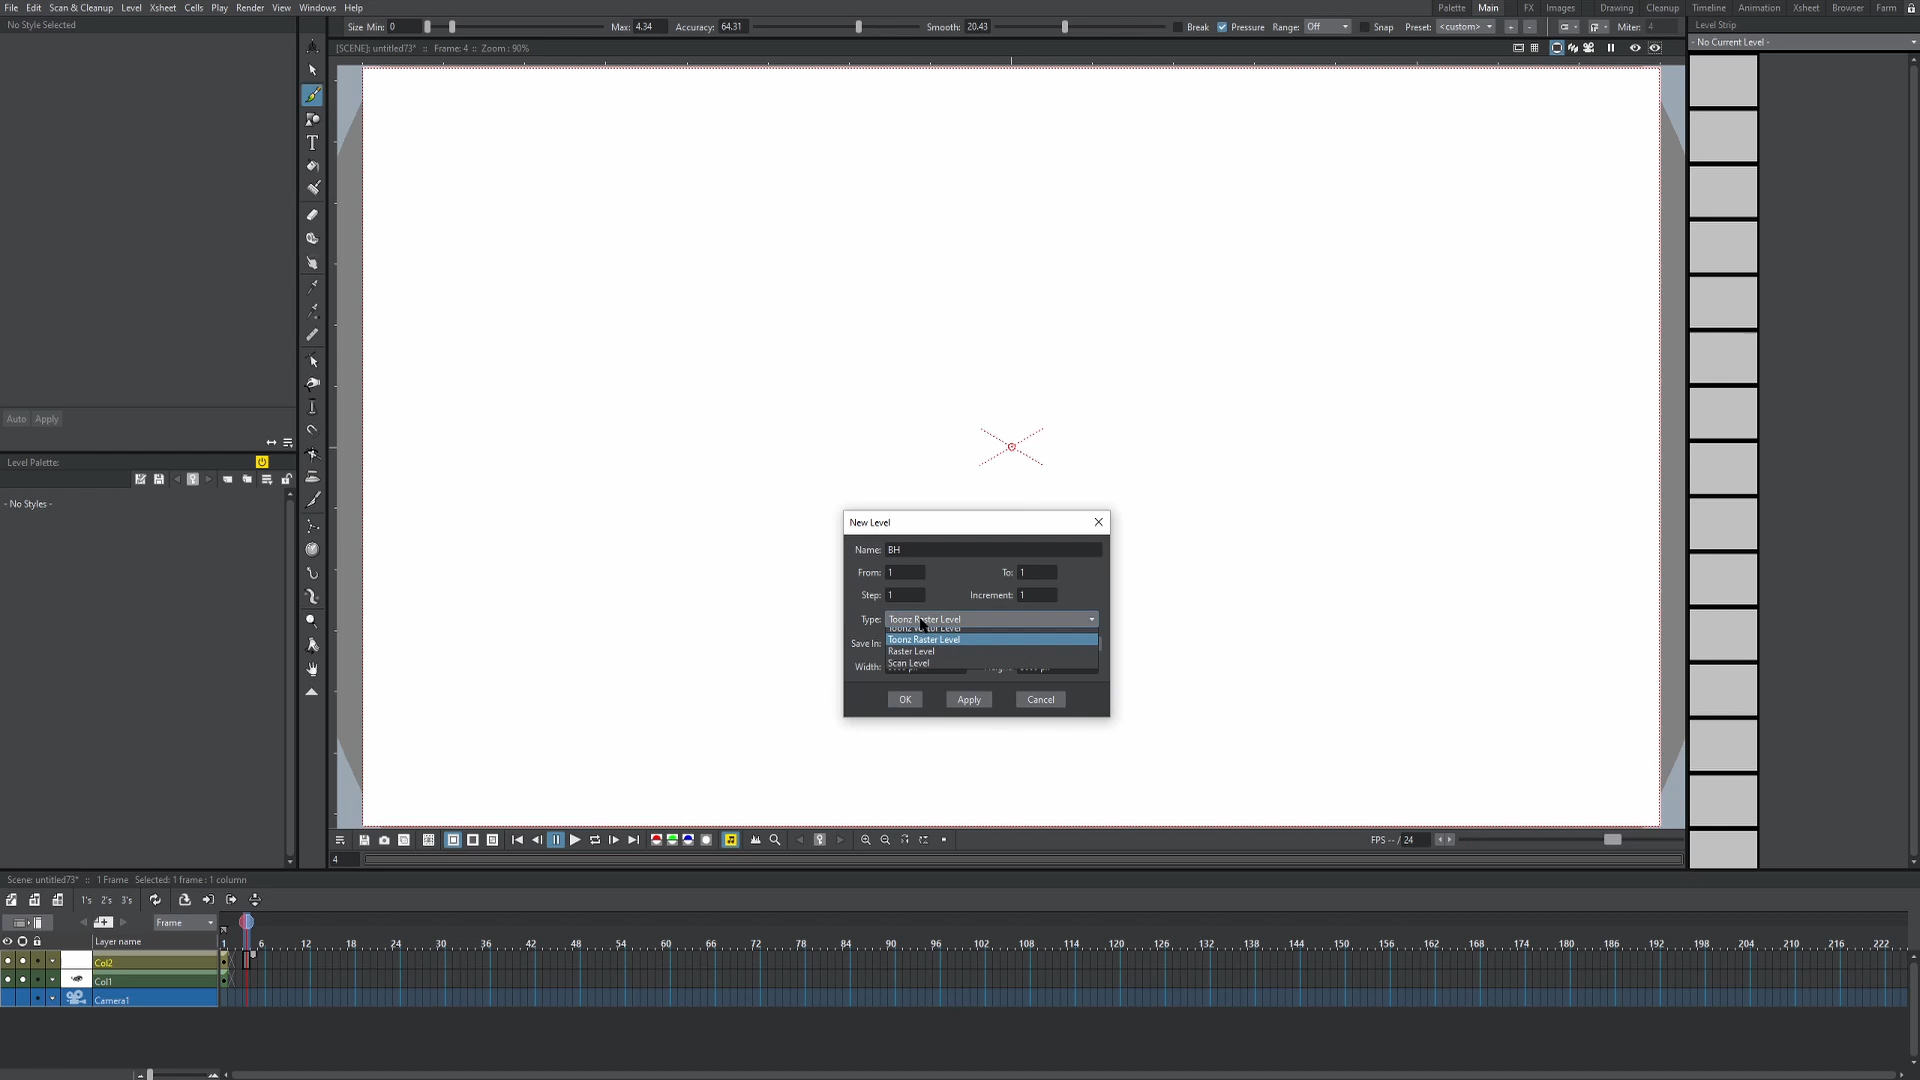 File Edit Scan & Cleanup Level Xsheet Cells Play Render View Windows Help Palette Main FX Images Drawing Cleanup Timeline Animation Xsheet Browser Farm
No Style Selected
Size Min: 0 Max: 4.34 Accuracy: 64.31 Smooth: 20.43 Break Pressure Range: Off Snap Preset: <custom> + - Miter: 4
Level Strip
- No Current Level -
[SCENE]: untitled73* :: Frame: 4 :: Zoom : 90%
Auto Apply
Level Palette:
- No Styles -
New Level
Name: BH
From: 1 To: 1
Step: 1 Increment: 1
Type: Toonz Raster Level
Toonz Vector Level
Toonz Raster Level
Save In:
Raster Level
Scan Level
Width:
OK Apply Cancel
FPS -- / 24
4
Scene: untitled73* :: 1 Frame Selected: 1 frame : 1 column
1's 2's 3's
Frame
Layer name
1 6 12 18 24 30 36 42 48 54 60 66 72 78 84 90 96 102 108 114 120 126 132 138 144 150 156 162 168 174 180 186 192 198 204 210 216 222
Col2
Col1
Camera1